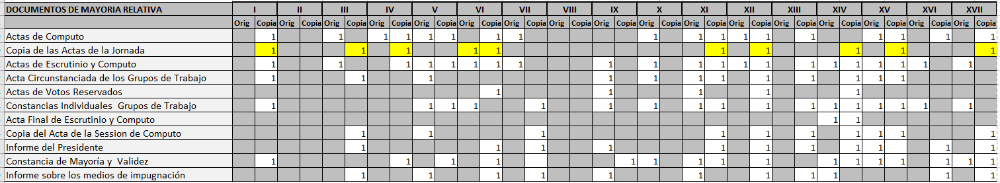 DOCUMENTOS DE MAYORIA RELATIVA I II III IV V VI VII VIII IX X XI XII XIII XIV XV XVI XVII
Orig Copia Orig Copia Orig Copia Orig Copia Orig Copia Orig Copia Orig Copia Orig Copia Orig Copia Orig Copia Orig Copia Orig Copia Orig Copia Orig Copia Orig Copia Orig Copia Orig Copia
Actas de Computo 1 1 1 1 1 1 1 1 1 1 1 1 1 1 1 1 1 1
Copia de las Actas de la Jornada 1 1 1 1 1 1 1 1 1 1
Actas de Escrutinio y Computo 1 1 1 1 1 1 1 1 1 1 1 1 1 1 1 1 1 1 1 1 1
Acta Circunstanciada de los Grupos de Trabajo 1 1 1 1 1 1 1 1 1 1 1 1
Actas de Votos Reservados 1 1 1 1 1
Constancias Individuales Grupos de Trabajo 1 1 1 1 1 1 1 1 1 1 1 1 1 1 1 1 1
Acta Final de Escrutinio y Computo 1 1
Copia del Acta de la Session de Computo 1 1 1 1 1 1 1 1 1 1
Informe del Presidente 1 1 1 1 1 1 1 1 1 1 1
Constancia de Mayoría y Validez 1 1 1 1 1 1 1 1 1 1 1 1 1 1 1 1
Informe sobre los medios de impugnación 1 1 1 1 1 1 1 1 1 1 1 1 1